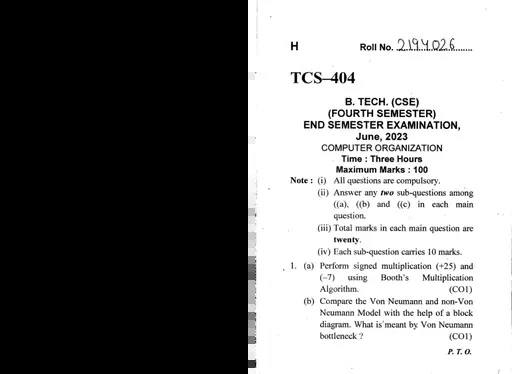 H Roll No. 2194026
TCS–404
B. TECH. (CSE)
(FOURTH SEMESTER)
END SEMESTER EXAMINATION,
June, 2023
COMPUTER ORGANIZATION
Time : Three Hours
Maximum Marks : 100
Note : (i) All questions are compulsory.
(ii) Answer any two sub-questions among
((a), ((b) and ((c) in each main
question.
(iii) Total marks in each main question are
twenty.
(iv) Each sub-question carries 10 marks.
1. (a) Perform signed multiplication (+25) and
(–7) using Booth's Multiplication
Algorithm. (CO1)
(b) Compare the Von Neumann and non-Von
Neumann Model with the help of a block
diagram. What is meant by Von Neumann
bottleneck ? (CO1)
P. T. O.